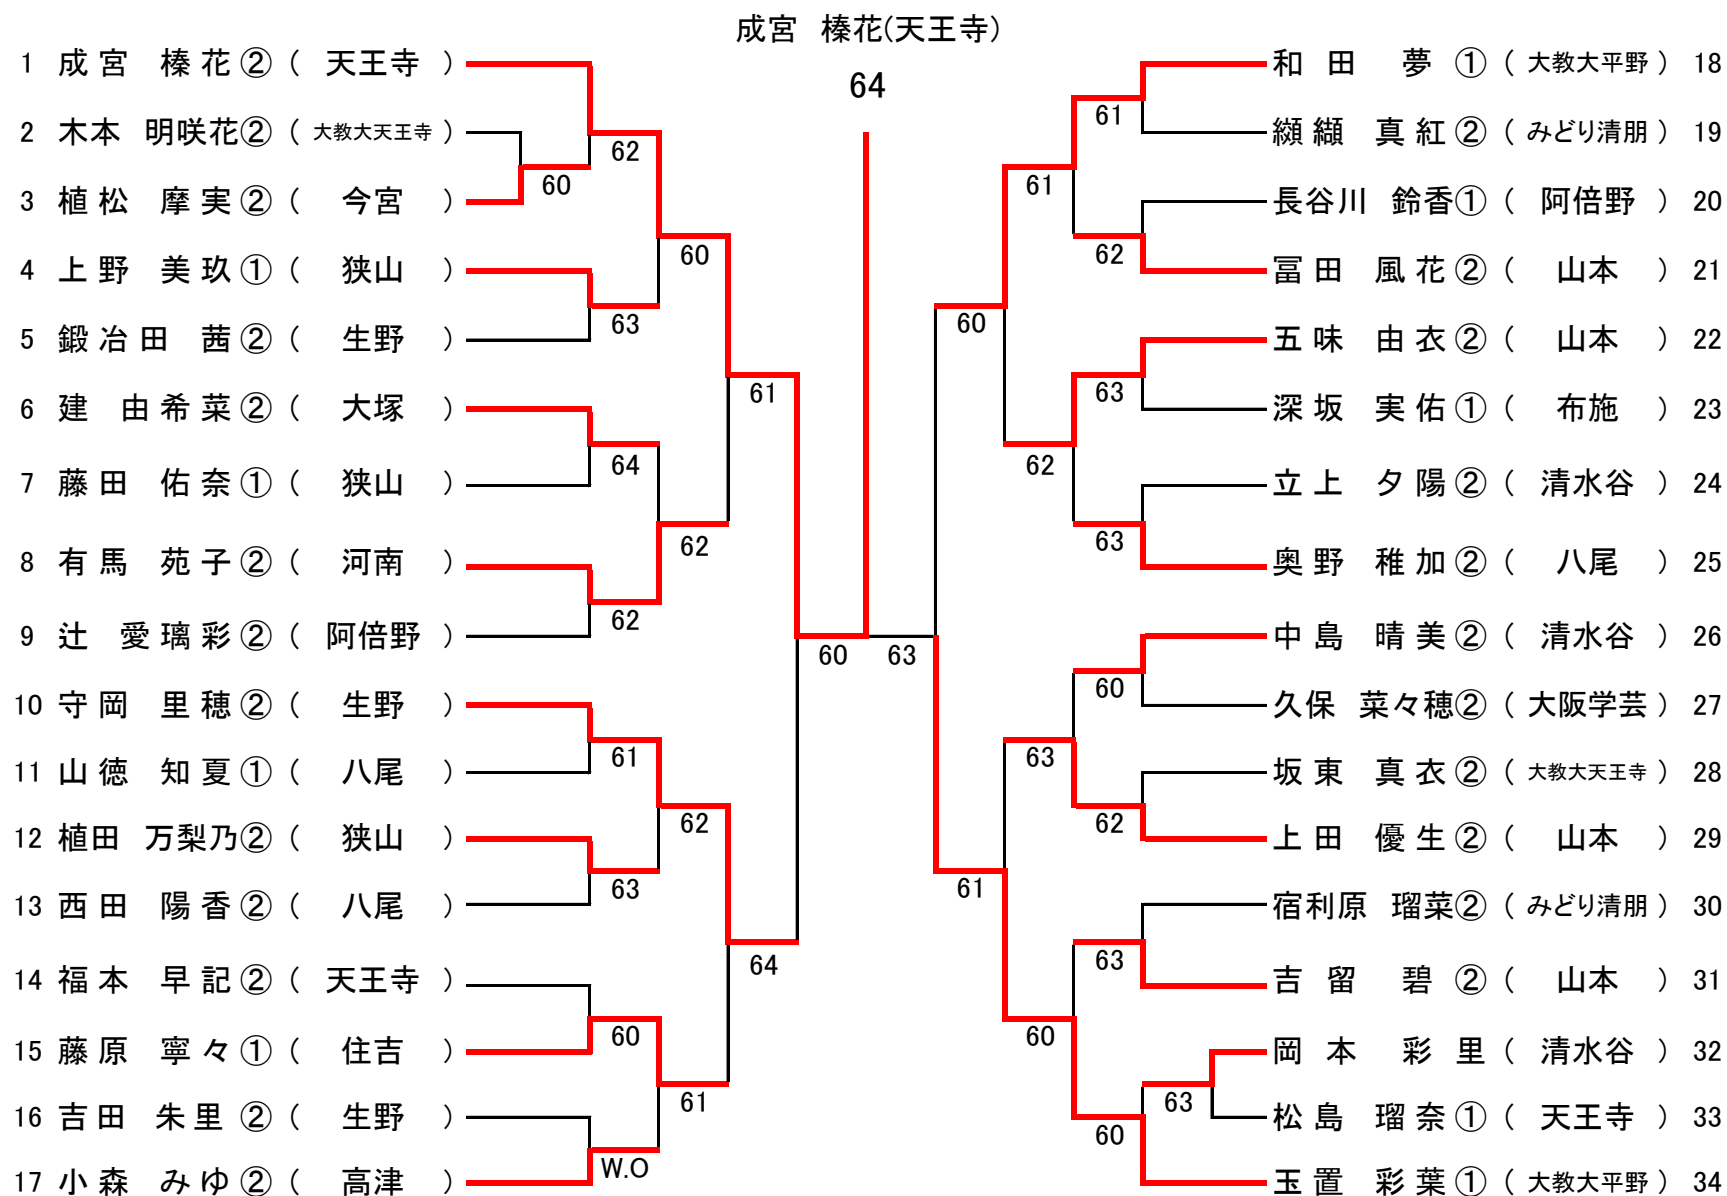 成宮 榛花(天王寺)
64
1 成宮 榛花② ( 天王寺 )
2 木本 明咲花② ( 大教大天王寺 )
3 植松 摩実② ( 今宮 )
4 上野 美玖① ( 狭山 )
5 鍛冶田 茜② ( 生野 )
6 建 由希菜② ( 大塚 )
7 藤田 佑奈① ( 狭山 )
8 有馬 苑子② ( 河南 )
9 辻 愛璃彩② ( 阿倍野 )
10 守岡 里穂② ( 生野 )
11 山徳 知夏① ( 八尾 )
12 植田 万梨乃② ( 狭山 )
13 西田 陽香② ( 八尾 )
14 福本 早記② ( 天王寺 )
15 藤原 寧々① ( 住吉 )
16 吉田 朱里② ( 生野 )
17 小森 みゆ② ( 高津 )
60
62
63
64
62
61
63
60
W.O
60
62
62
61
61
64
60
63
和田 夢① ( 大教大平野 ) 18
纐纈 真紅② ( みどり清朋 ) 19
長谷川 鈴香① ( 阿倍野 ) 20
冨田 風花② ( 山本 ) 21
五味 由衣② ( 山本 ) 22
深坂 実佑① ( 布施 ) 23
立上 夕陽② ( 清水谷 ) 24
奥野 稚加② ( 八尾 ) 25
中島 晴美② ( 清水谷 ) 26
久保 菜々穂② ( 大阪学芸 ) 27
坂東 真衣② ( 大教大天王寺 ) 28
上田 優生② ( 山本 ) 29
宿利原 瑠菜② ( みどり清朋 ) 30
吉留 碧② ( 山本 ) 31
岡本 彩里 ( 清水谷 ) 32
松島 瑠奈① ( 天王寺 ) 33
玉置 彩葉① ( 大教大平野 ) 34
61
62
63
63
60
62
63
63
60
61
62
63
60
60
61